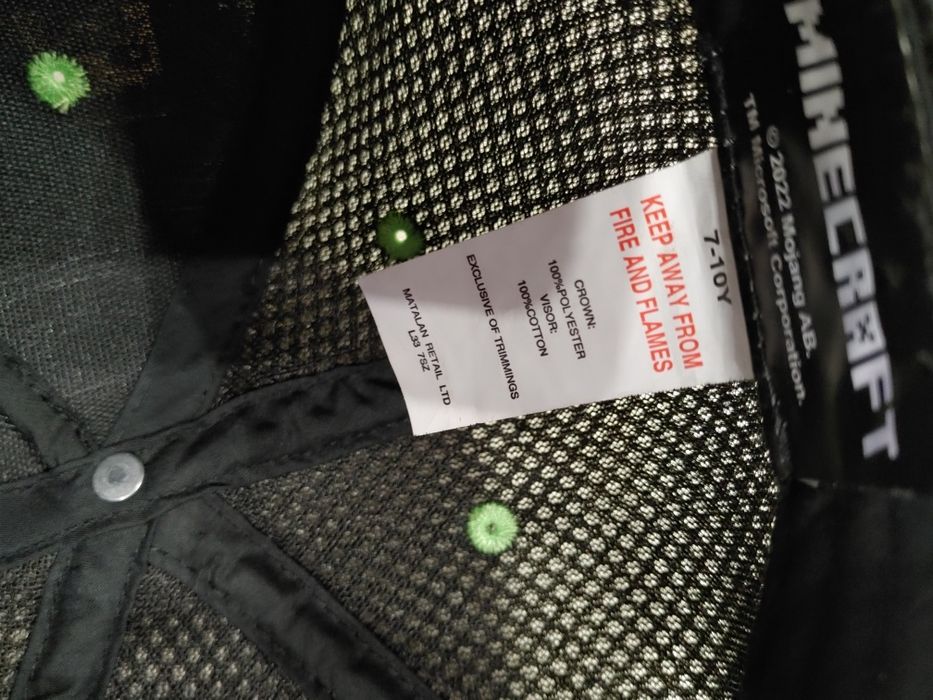 MINECRAFT
© 2022 Mojang AB.
TM Microsoft Corporation.
7-10Y
KEEP AWAY FROM
FIRE AND FLAMES
CROWN:
100%POLYESTER
VISOR:
100%COTTON
EXCLUSIVE OF TRIMMINGS
MATALAN RETAIL LTD
L33 7SZ